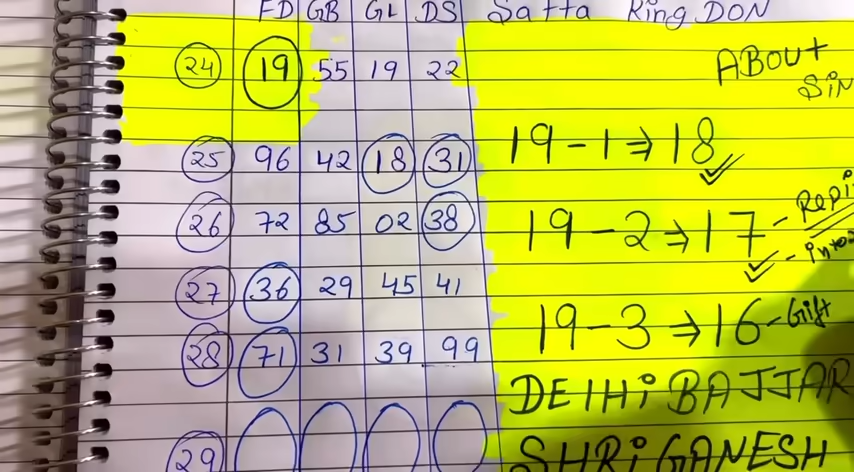 FD GB GL DS Satta King DON
24 19 55 19 22 ABOUt
25 96 42 18 31 19-1⇒18
26 72 85 02 38 19-2⇒17
27 36 29 45 41 19-3⇒16-Gift
28 71 31 39 99
DElHi BAJJAR
29 SHRi GANESH